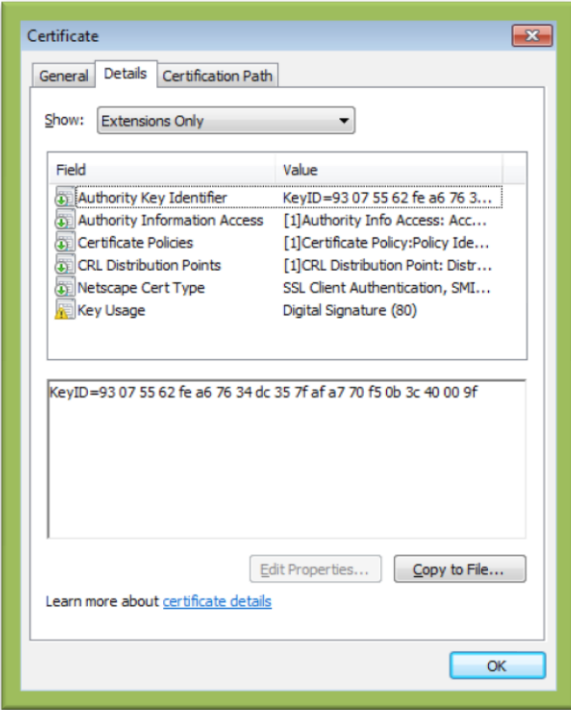 Certificate
General Details Certification Path
Show: Extensions Only
Field Value
Authority Key Identifier KeyID=93 07 55 62 fe a6 76 3...
Authority Information Access [1]Authority Info Access: Acc...
Certificate Policies [1]Certificate Policy:Policy Ide...
CRL Distribution Points [1]CRL Distribution Point: Distr...
Netscape Cert Type SSL Client Authentication, SMI...
Key Usage Digital Signature (80)
KeyID=93 07 55 62 fe a6 76 34 dc 35 7f af a7 70 f5 0b 3c 40 00 9f
Edit Properties... Copy to File...
Learn more about certificate details
OK